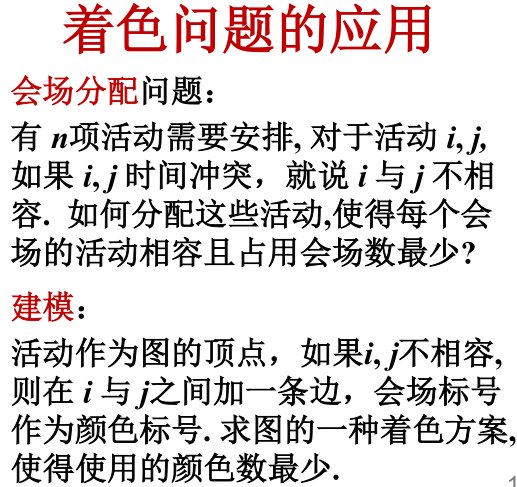 着色问题的应用
会场分配问题：
有 n项活动需要安排, 对于活动 i, j,
如果 i, j 时间冲突，就说 i 与 j 不相
容. 如何分配这些活动,使得每个会
场的活动相容且占用会场数最少?
建模：
活动作为图的顶点，如果i, j不相容,
则在 i 与 j之间加一条边，会场标号
作为颜色标号. 求图的一种着色方案,
使得使用的颜色数最少.
1